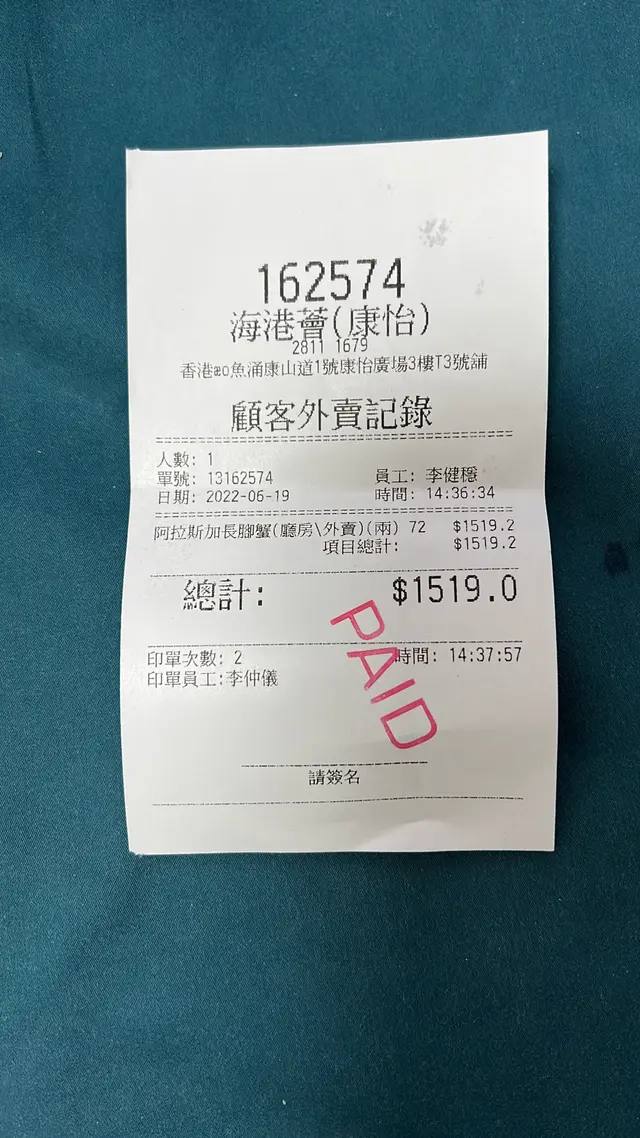 162574
海港薈(康怡)
2811 1679
香港æo魚涌康山道1號康怡廣場3樓T3號舖
顧客外賣記錄
人數: 1
單號: 13162574 員工: 李健穩
日期: 2022-06-19 時間: 14:36:34
阿拉斯加長腳蟹(廳房\外賣)(兩) 72 $1519.2
項目總計: $1519.2
總計: $1519.0
PAID
印單次數: 2 時間: 14:37:57
印單員工:李仲儀
請簽名